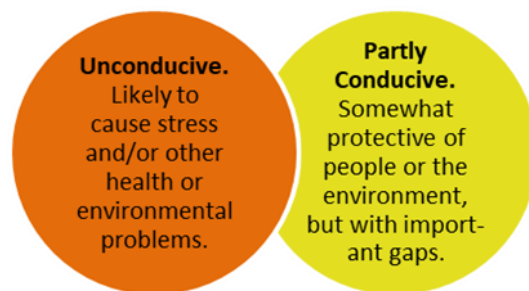 Unconducive.
Likely to
cause stress
and/or other
health or
environmental
problems.
Partly
Conducive.
Somewhat
protective of
people or the
environment,
but with import-
ant gaps.